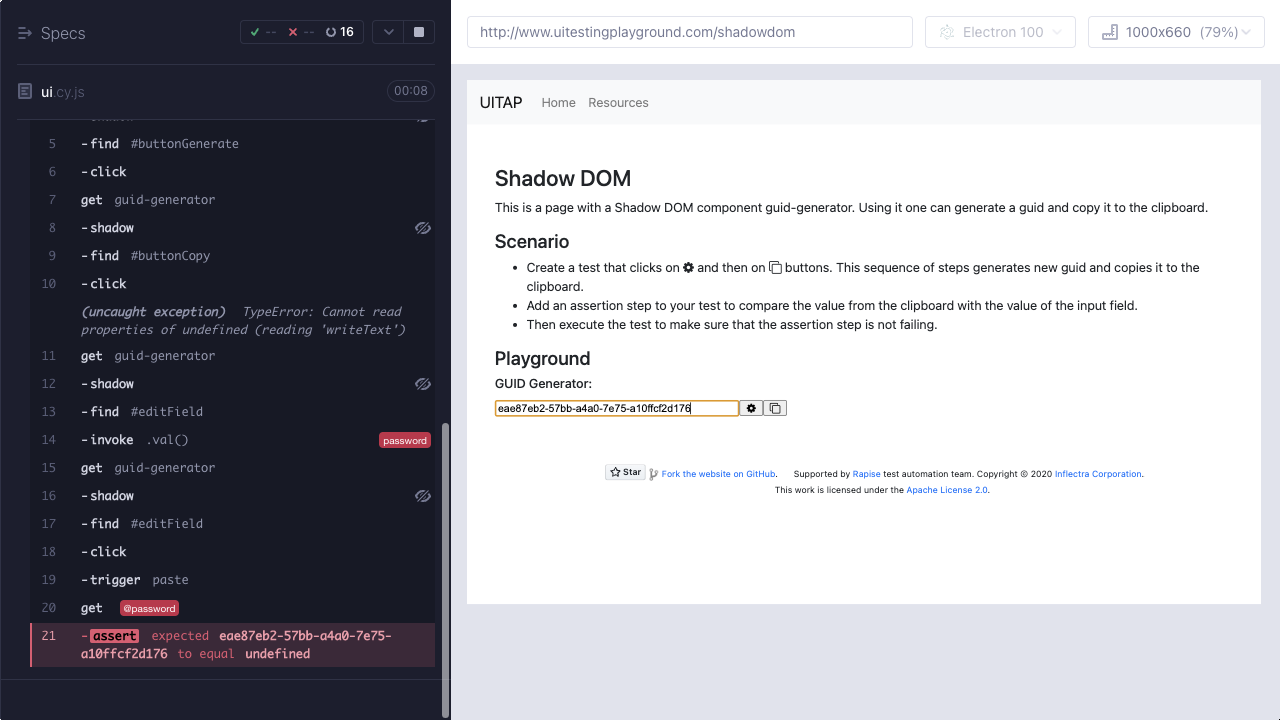 Specs
-- -- 16
ui.cy.js
00:08
5 -find #buttonGenerate
6 -click
7 get guid-generator
8 -shadow
9 -find #buttonCopy
10 -click
(uncaught exception) TypeError: Cannot read
properties of undefined (reading 'writeText')
11 get guid-generator
12 -shadow
13 -find #editField
14 -invoke .val() password
15 get guid-generator
16 -shadow
17 -find #editField
18 -click
19 -trigger paste
20 get @password
21 -assert expected eae87eb2-57bb-a4a0-7e75-
a10ffcf2d176 to equal undefined
http://www.uitestingplayground.com/shadowdom
Electron 100
1000x660 (79%)
UITAP Home Resources
Shadow DOM
This is a page with a Shadow DOM component guid-generator. Using it one can generate a guid and copy it to the clipboard.
Scenario
• Create a test that clicks on and then on buttons. This sequence of steps generates new guid and copies it to the
clipboard.
• Add an assertion step to your test to compare the value from the clipboard with the value of the input field.
• Then execute the test to make sure that the assertion step is not failing.
Playground
GUID Generator:
eae87eb2-57bb-a4a0-7e75-a10ffcf2d176
Star Fork the website on GitHub. Supported by Rapise test automation team. Copyright © 2020 Inflectra Corporation.
This work is licensed under the Apache License 2.0.